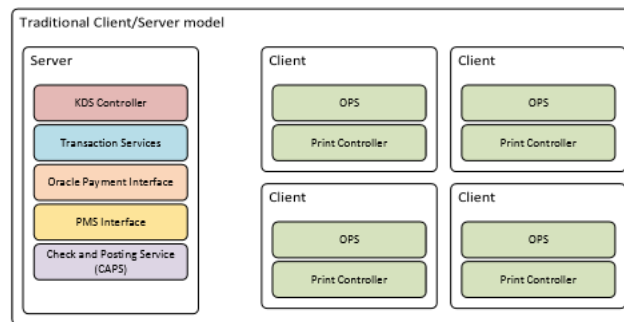 Traditional Client/Server model
Server
KDS Controller
Transaction Services
Oracle Payment Interface
PMS Interface
Check and Posting Service
(CAPS)
Client
OPS
Print Controller
Client
OPS
Print Controller
Client
OPS
Print Controller
Client
OPS
Print Controller